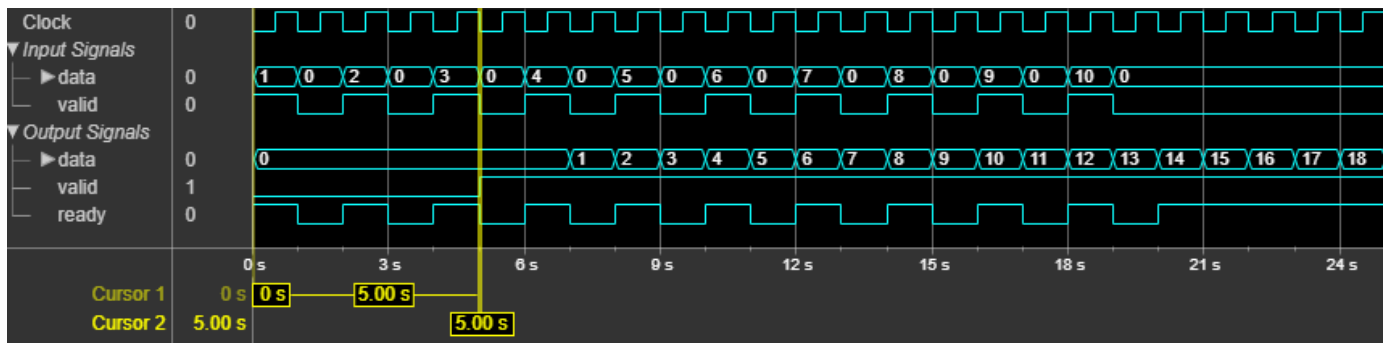 Clock 0
Input Signals
data 0 1 0 2 0 3 0 4 0 5 0 6 0 7 0 8 0 9 0 10 0
valid 0
Output Signals
data 0 0 1 2 3 4 5 6 7 8 9 10 11 12 13 14 15 16 17 18
valid 1
ready 0
0 s 3 s 6 s 9 s 12 s 15 s 18 s 21 s 24 s
Cursor 1 0 s 0 s 5.00 s
Cursor 2 5.00 s 5.00 s